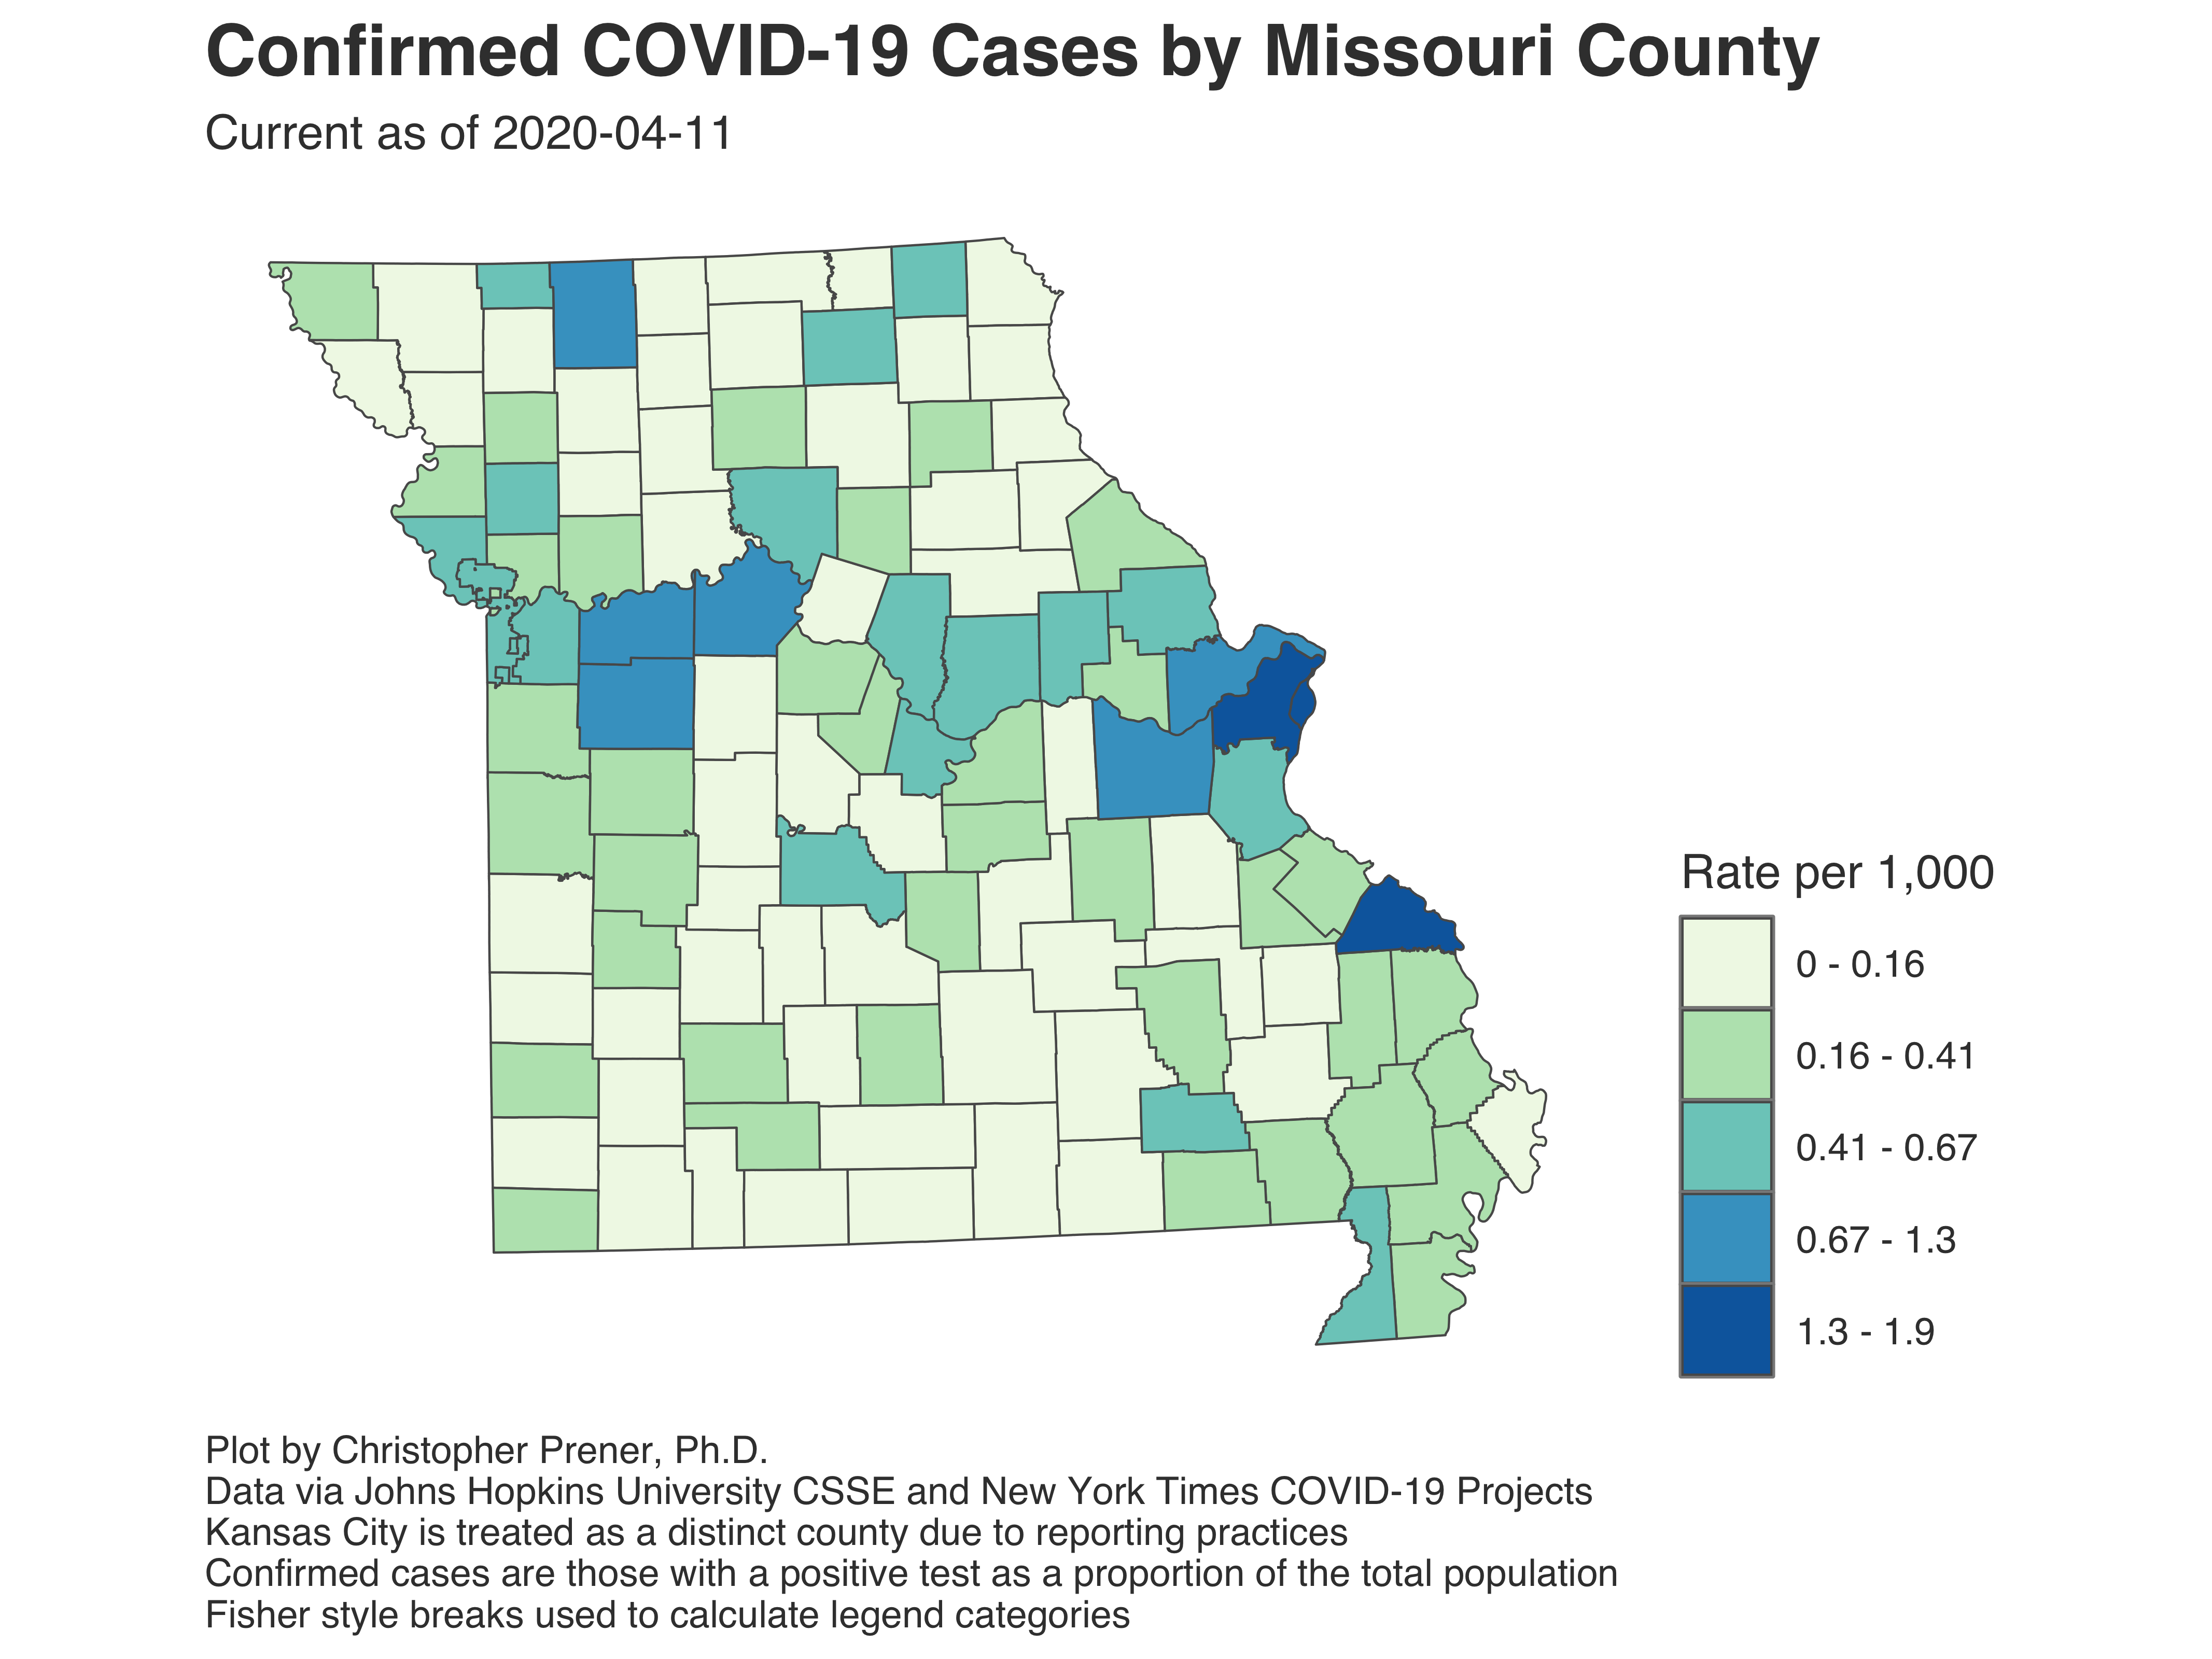 Confirmed COVID-19 Cases by Missouri County
Current as of 2020-04-11
Rate per 1,000
0 - 0.16
0.16 - 0.41
0.41 - 0.67
0.67 - 1.3
1.3 - 1.9
Plot by Christopher Prener, Ph.D.
Data via Johns Hopkins University CSSE and New York Times COVID-19 Projects
Kansas City is treated as a distinct county due to reporting practices
Confirmed cases are those with a positive test as a proportion of the total population
Fisher style breaks used to calculate legend categories